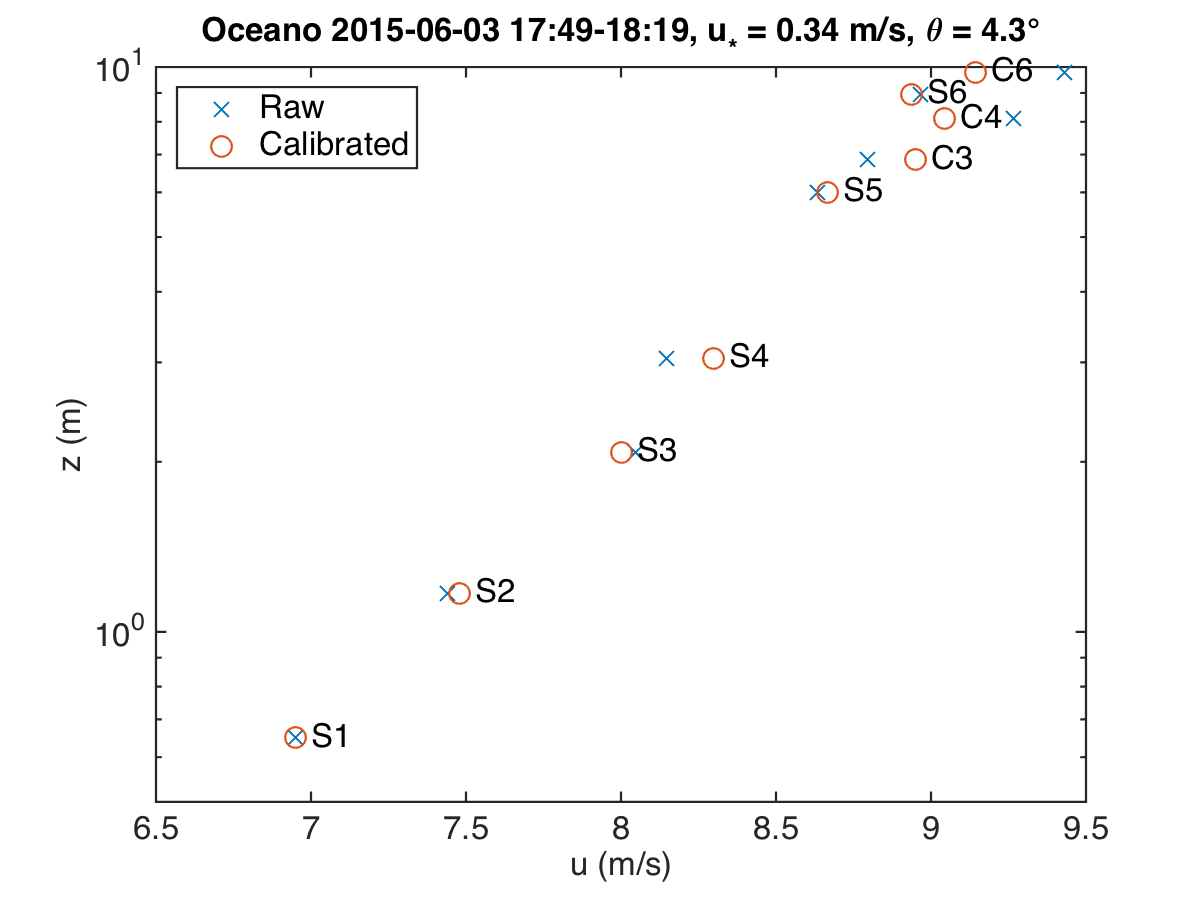 Oceano 2015-06-03 17:49-18:19, u* = 0.34 m/s, θ = 4.3°
10¹
Raw
Calibrated
C6
S6
C4
C3
S5
S4
S3
S2
10⁰
S1
z (m)
6.5 7 7.5 8 8.5 9 9.5
u (m/s)